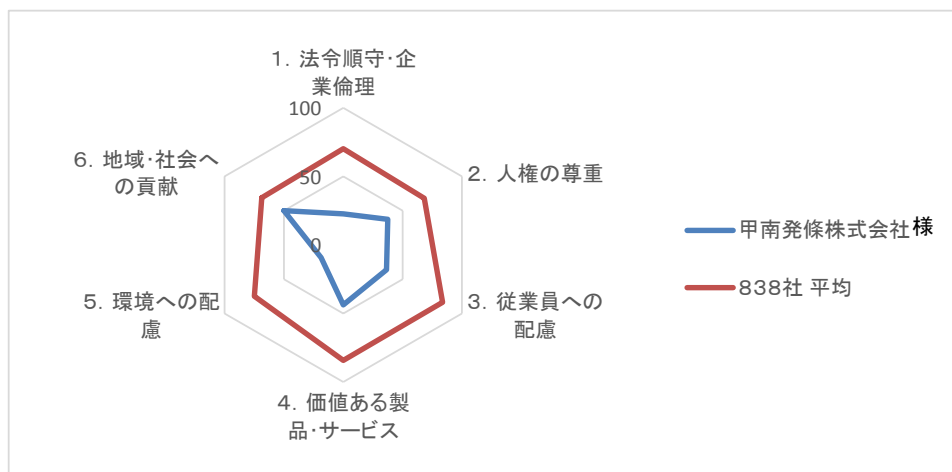 1. 法令順守・企
業倫理
100
50
0
2. 人権の尊重
3. 従業員への
配慮
4. 価値ある製
品・サービス
5. 環境への配
慮
6. 地域・社会へ
の貢献
甲南発條株式会社様
838社 平均